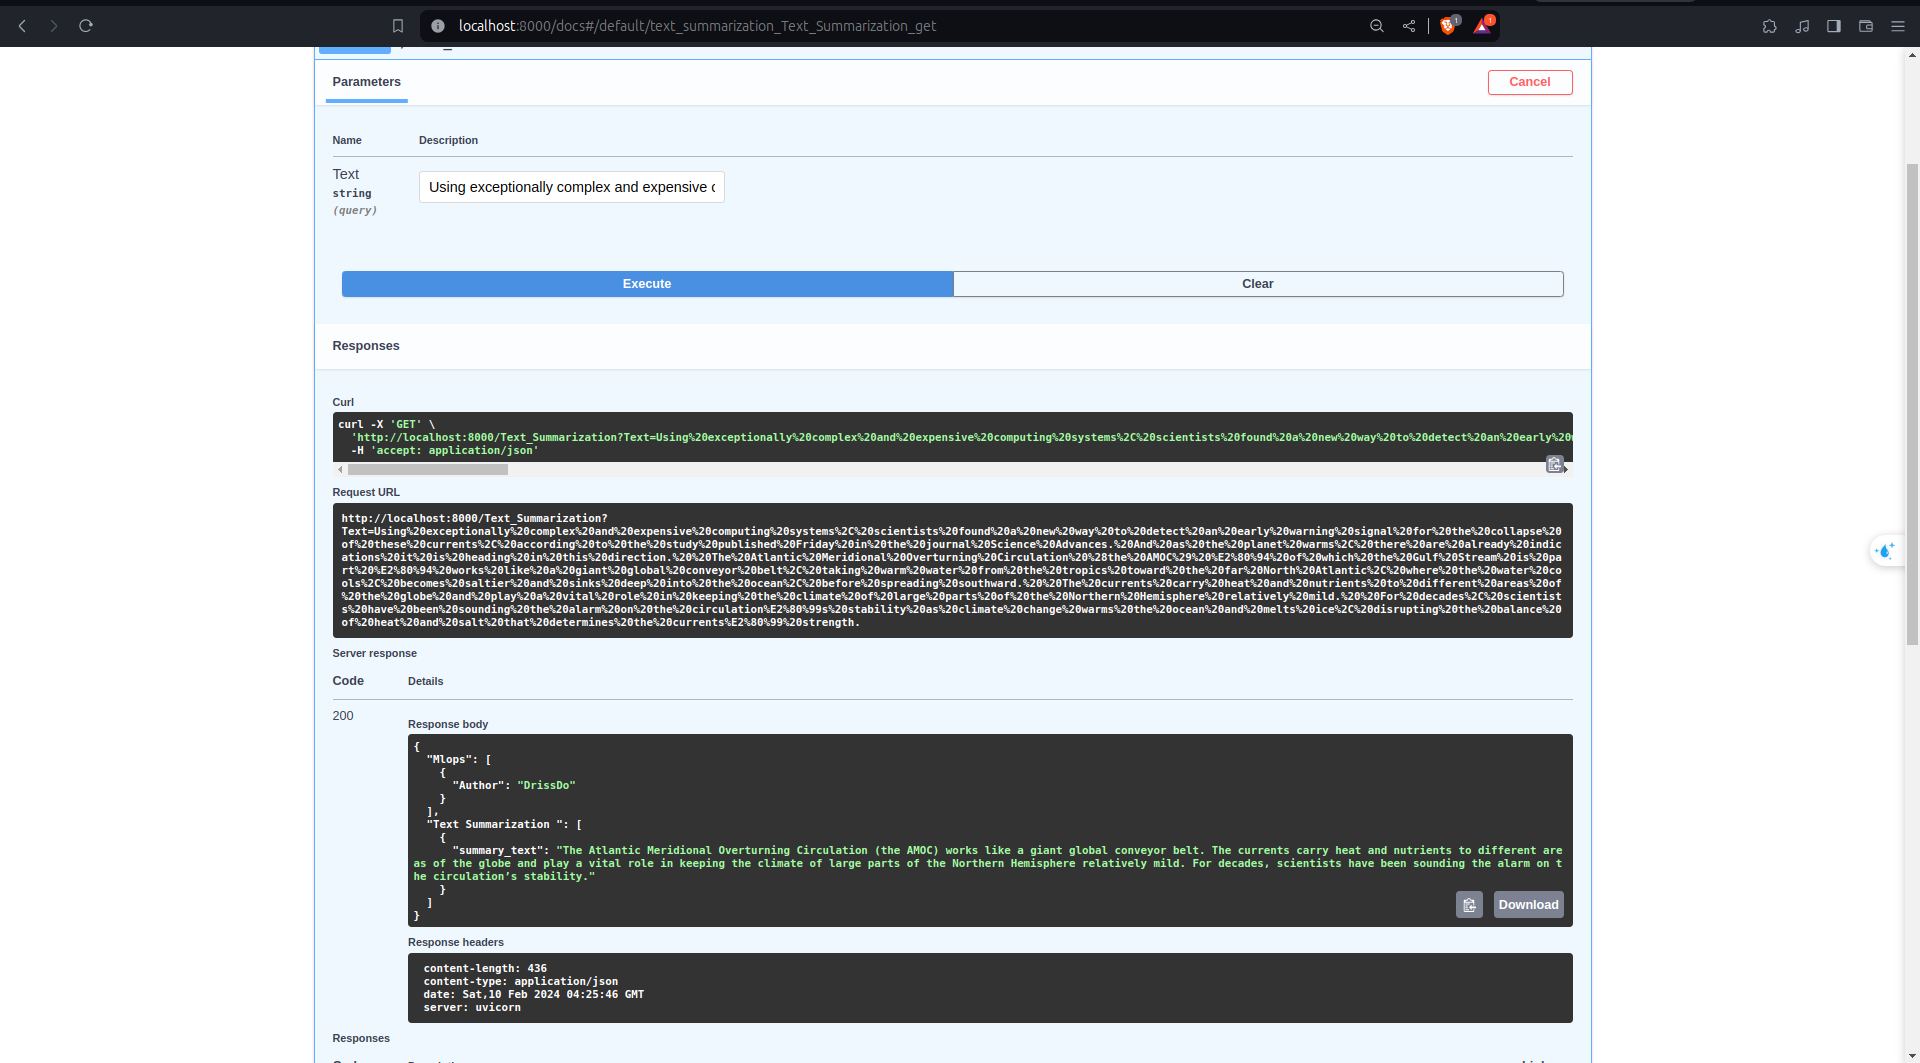 localhost:8000/docs#/default/text_summarization_Text_Summarization_get
1
1
Parameters
Cancel
Name
Description
Text
string
(query)
Using exceptionally complex and expensive c
Execute
Clear
Responses
Curl
curl -X 'GET' \
'http://localhost:8000/Text_Summarization?Text=Using%20exceptionally%20complex%20and%20expensive%20computing%20systems%2C%20scientists%20found%20a%20new%20way%20to%20detect%20an%20early%20
-H 'accept: application/json'
Request URL
http://localhost:8000/Text_Summarization?
Text=Using%20exceptionally%20complex%20and%20expensive%20computing%20systems%2C%20scientists%20found%20a%20new%20way%20to%20detect%20an%20early%20warning%20signal%20for%20the%20collapse%20
of%20these%20currents%2C%20according%20to%20the%20study%20published%20Friday%20in%20the%20journal%20Science%20Advances.%20And%20as%20the%20planet%20warms%2C%20there%20are%20already%20indic
ations%20it%20is%20heading%20in%20this%20direction.%20%20The%20Atlantic%20Meridional%20Overturning%20Circulation%20%28the%20AMOC%29%20%E2%80%94%20of%20which%20the%20Gulf%20Stream%20is%20pa
rt%20%E2%80%94%20works%20like%20a%20giant%20global%20conveyor%20belt%2C%20taking%20warm%20water%20from%20the%20tropics%20toward%20the%20far%20North%20Atlantic%2C%20where%20the%20water%20co
ols%2C%20becomes%20saltier%20and%20sinks%20deep%20into%20the%20ocean%2C%20before%20spreading%20southward.%20%20The%20currents%20carry%20heat%20and%20nutrients%20to%20different%20areas%20of
%20the%20globe%20and%20play%20a%20vital%20role%20in%20keeping%20the%20climate%20of%20large%20parts%20of%20the%20Northern%20Hemisphere%20relatively%20mild.%20%20For%20decades%2C%20scientist
s%20have%20been%20sounding%20the%20alarm%20on%20the%20circulation%E2%80%99s%20stability%20as%20climate%20change%20warms%20the%20ocean%20and%20melts%20ice%2C%20disrupting%20the%20balance%20
of%20heat%20and%20salt%20that%20determines%20the%20currents%E2%80%99%20strength.
Server response
Code
Details
200
Response body
{
"Mlops": [
{
"Author": "DrissDo"
}
],
"Text Summarization ": [
{
"summary_text": "The Atlantic Meridional Overturning Circulation (the AMOC) works like a giant global conveyor belt. The currents carry heat and nutrients to different are
as of the globe and play a vital role in keeping the climate of large parts of the Northern Hemisphere relatively mild. For decades, scientists have been sounding the alarm on t
he circulation’s stability."
}
]
}
Download
Response headers
content-length: 436
content-type: application/json
date: Sat,10 Feb 2024 04:25:46 GMT
server: uvicorn
Responses